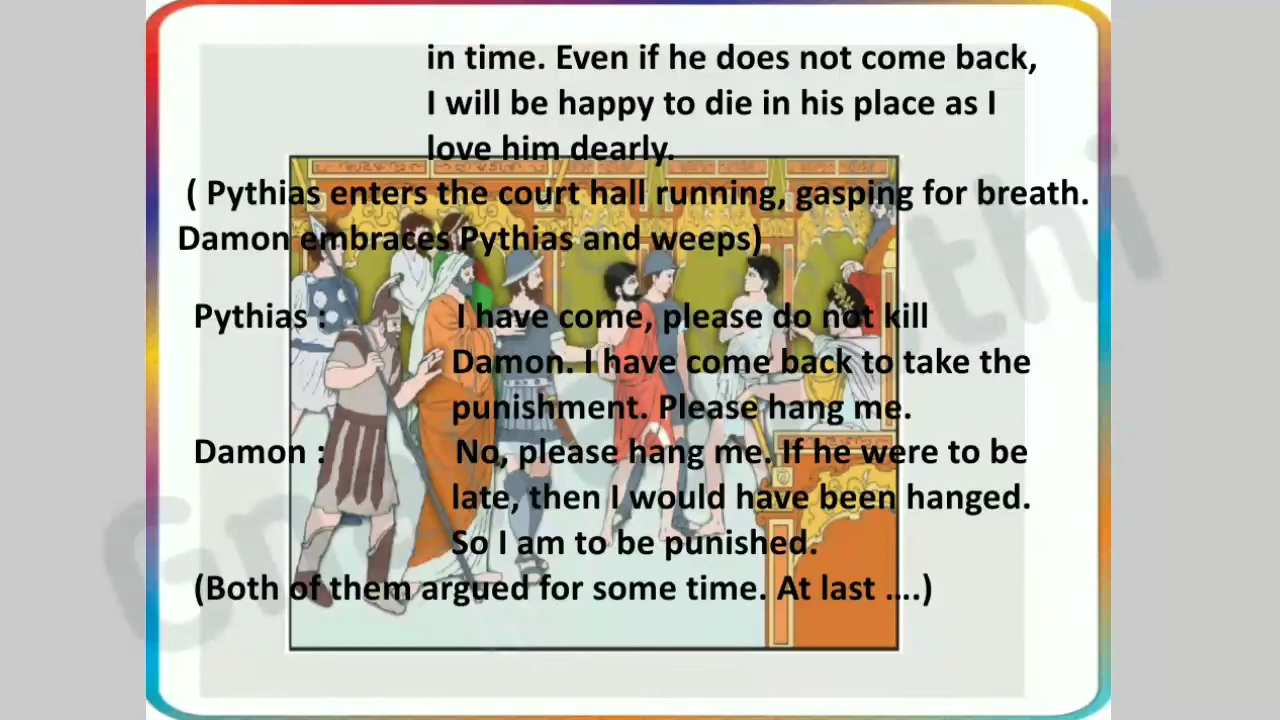 in time. Even if he does not come back,
I will be happy to die in his place as I
love him dearly.
( Pythias enters the court hall running, gasping for breath.
Damon embraces Pythias and weeps)
Pythias : I have come, please do not kill
Damon. I have come back to take the
punishment. Please hang me.
Damon : No, please hang me. If he were to be
late, then I would have been hanged.
So I am to be punished.
(Both of them argued for some time. At last ....)